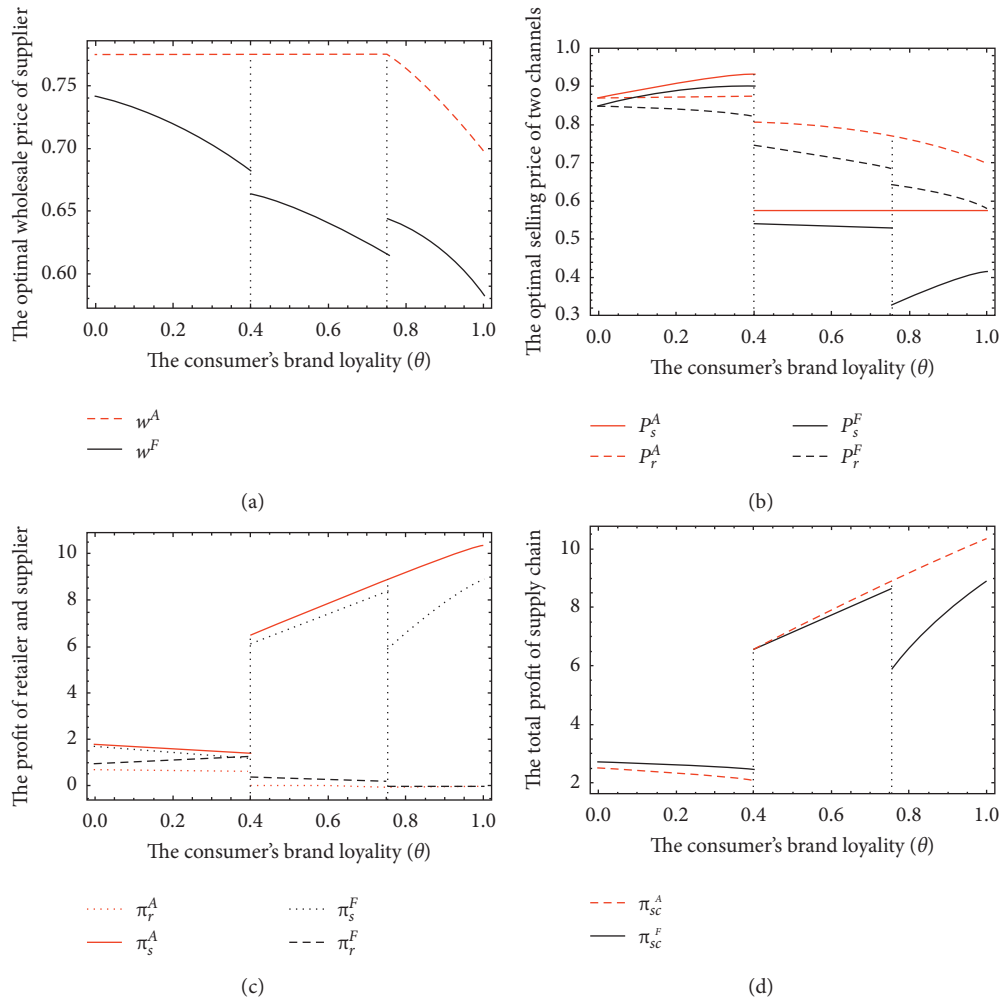 The optimal wholesale price of supplier
0.75
0.70
0.65
0.60
0.0 0.2 0.4 0.6 0.8 1.0
The consumer's brand loyality (θ)
w^A
w^F
(a)
The optimal selling price of two channels
1.0
0.9
0.8
0.7
0.6
0.5
0.4
0.3
0.0 0.2 0.4 0.6 0.8 1.0
The consumer's brand loyality (θ)
P_s^A P_s^F
P_r^A P_r^F
(b)
The profit of retailer and supplier
10
8
6
4
2
0
0.0 0.2 0.4 0.6 0.8 1.0
The consumer's brand loyality (θ)
π_r^A π_s^F
π_s^A π_r^F
(c)
The total profit of supply chain
10
8
6
4
2
0.0 0.2 0.4 0.6 0.8 1.0
The consumer's brand loyality (θ)
π_sc^A
π_sc^F
(d)